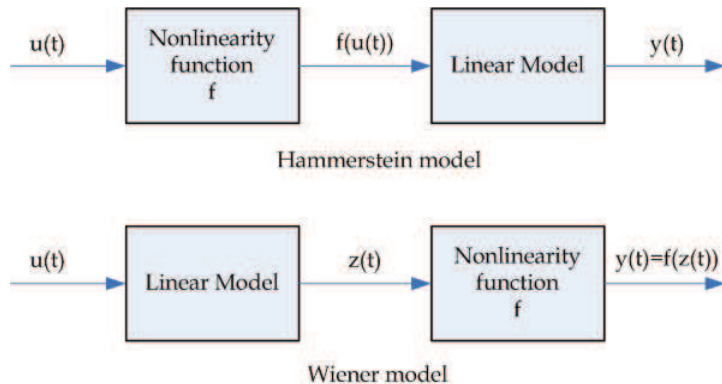 u(t)
Nonlinearity
function
f
f(u(t))
Linear Model
y(t)
Hammerstein model
u(t)
Linear Model
z(t)
Nonlinearity
function
f
y(t)=f(z(t))
Wiener model